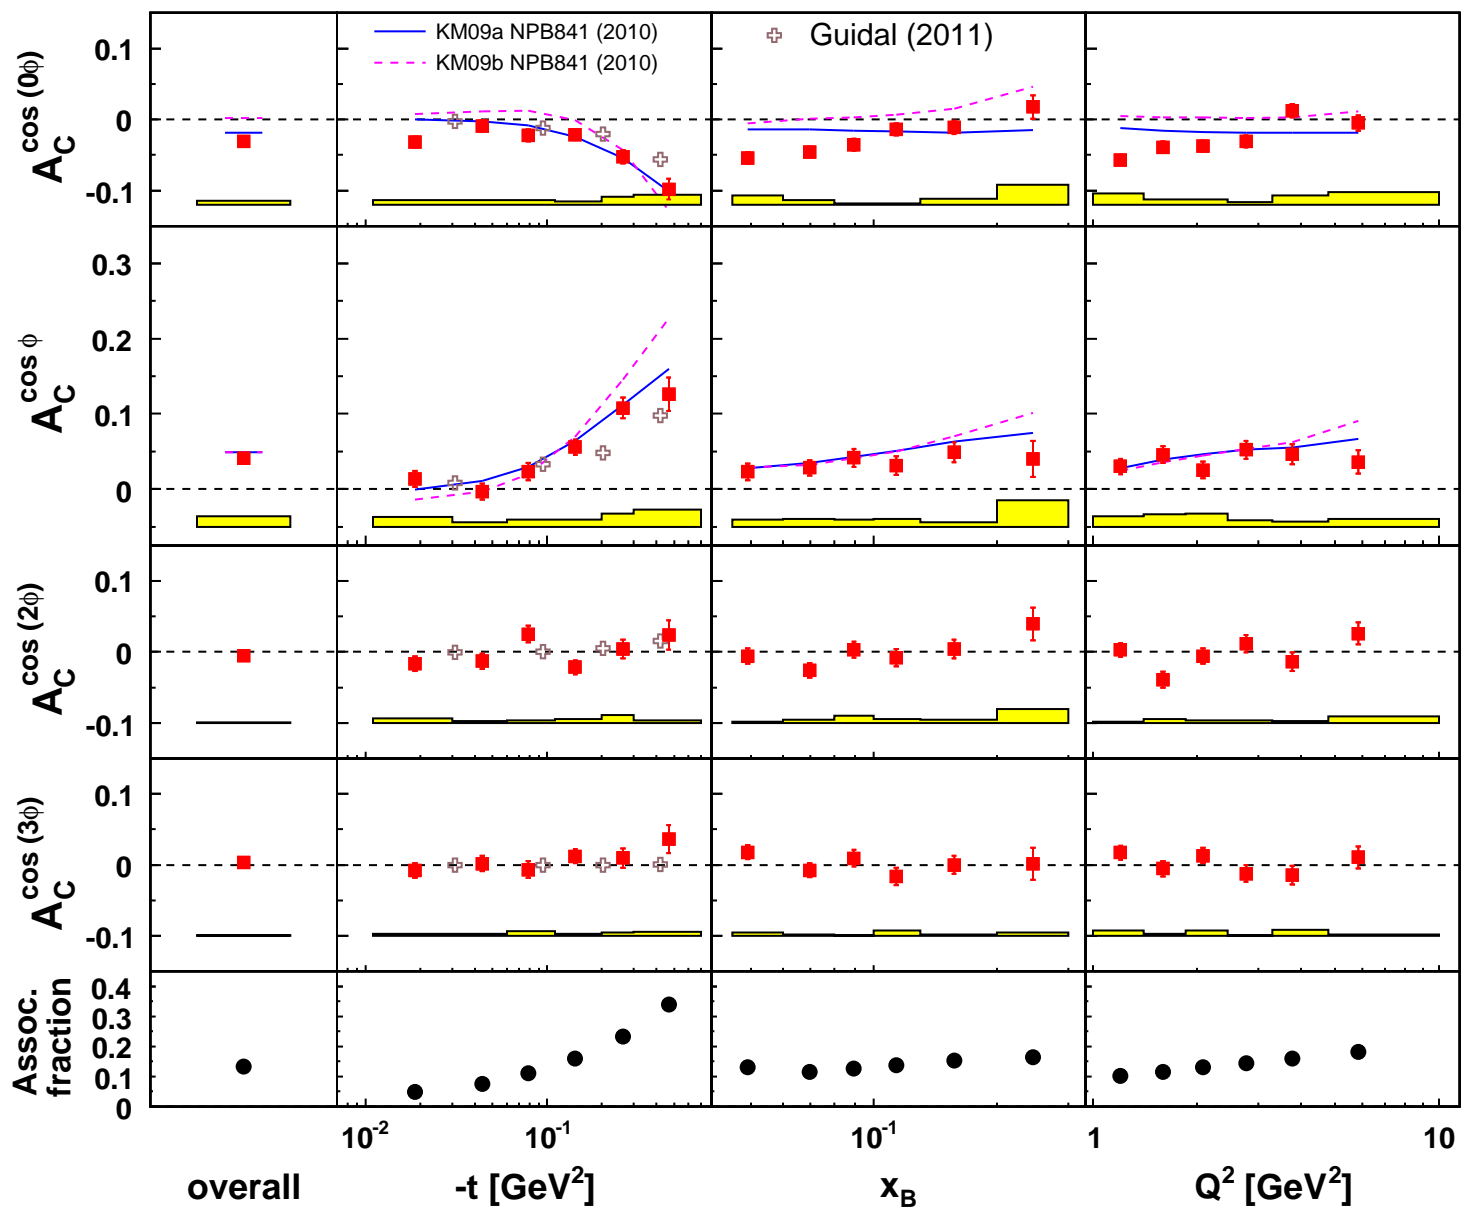 KM09a NPB841 (2010)
KM09b NPB841 (2010)
Guidal (2011)
A_C^cos (0ϕ)
0.1
0
-0.1
A_C^cos ϕ
0.3
0.2
0.1
0
A_C^cos (2ϕ)
0.1
0
-0.1
A_C^cos (3ϕ)
0.1
0
-0.1
Assoc.
fraction
0.4
0.3
0.2
0.1
0
10^-2 10^-1 10^-1 1 10
overall -t [GeV^2] x_B Q^2 [GeV^2]